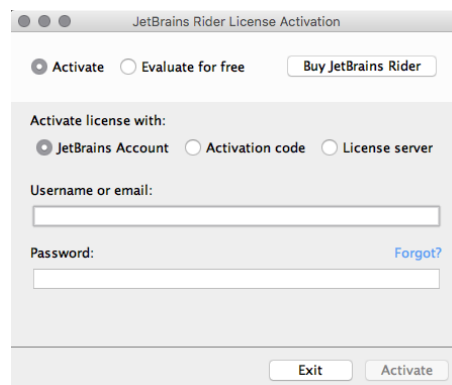 JetBrains Rider License Activation
Activate Evaluate for free Buy JetBrains Rider
Activate license with:
JetBrains Account Activation code License server
Username or email:
Password: Forgot?
Exit Activate